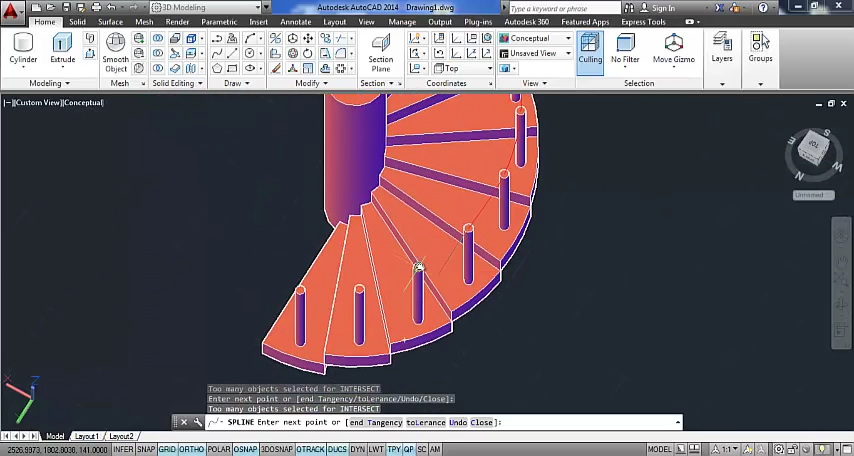 3D Modeling
Autodesk AutoCAD 2014 Drawing1.dwg
Type a keyword or phrase
Sign In
Home Solid Surface Mesh Render Parametric Insert Annotate Layout View Manage Output Plug-ins Autodesk 360 Featured Apps Express Tools
Cylinder Extrude Smooth Object Section Plane Culling No Filter Move Gizmo Layers Groups
Conceptual
Unsaved View
Top
Modeling Mesh Solid Editing Draw Modify Section Coordinates View Selection
[−][Custom View][Conceptual]
S
TOP
W
N
Unnamed
Z
Too many objects selected for INTERSECT
Enter next point or [end Tangency/toLerance/Undo/Close]:
Too many objects selected for INTERSECT
SPLINE Enter next point or [end Tangency toLerance Undo Close]:
Model Layout1 Layout2
2526.9973, 1802.8038, 141.0000 INFER SNAP GRID ORTHO POLAR OSNAP 3DOSNAP OTRACK DUCS DYN LWT TPY QP SC AM MODEL 1:1